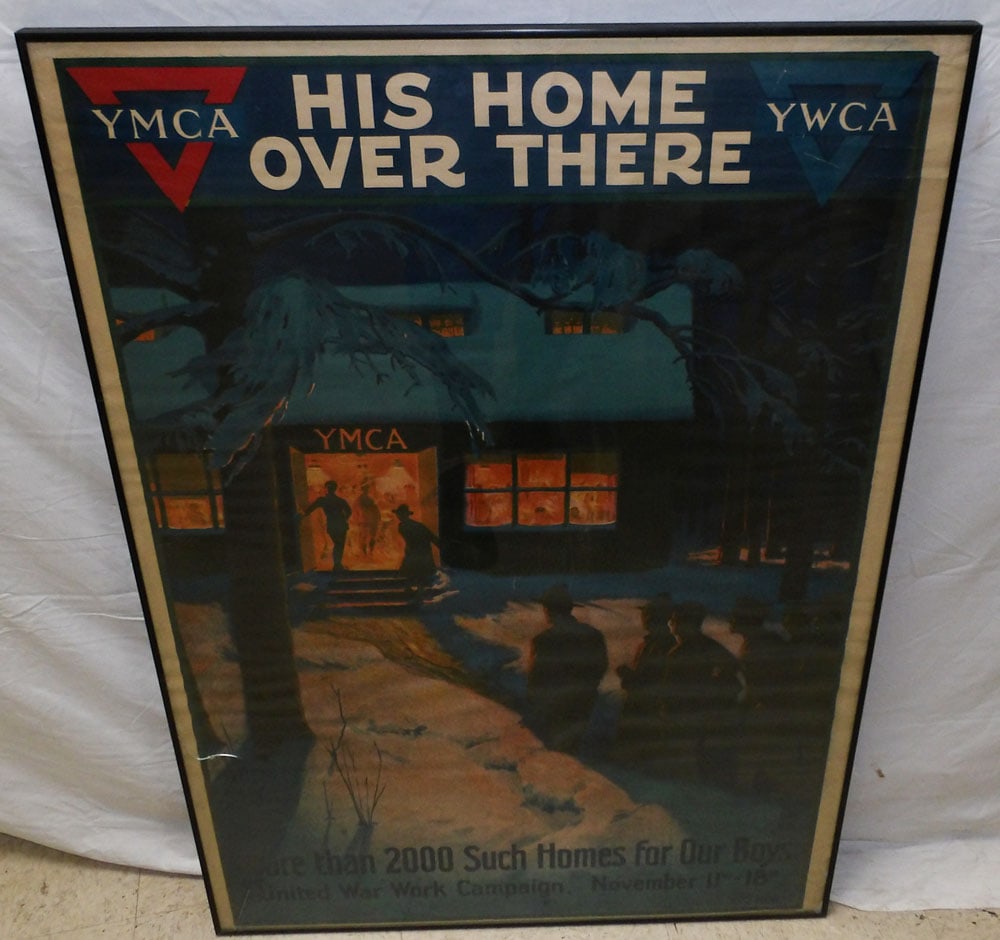 YMCA
HIS HOME
OVER THERE
YWCA
YMCA
than 2000 Such Homes for Our Boys
United War Work Campaign. November 11th-18th